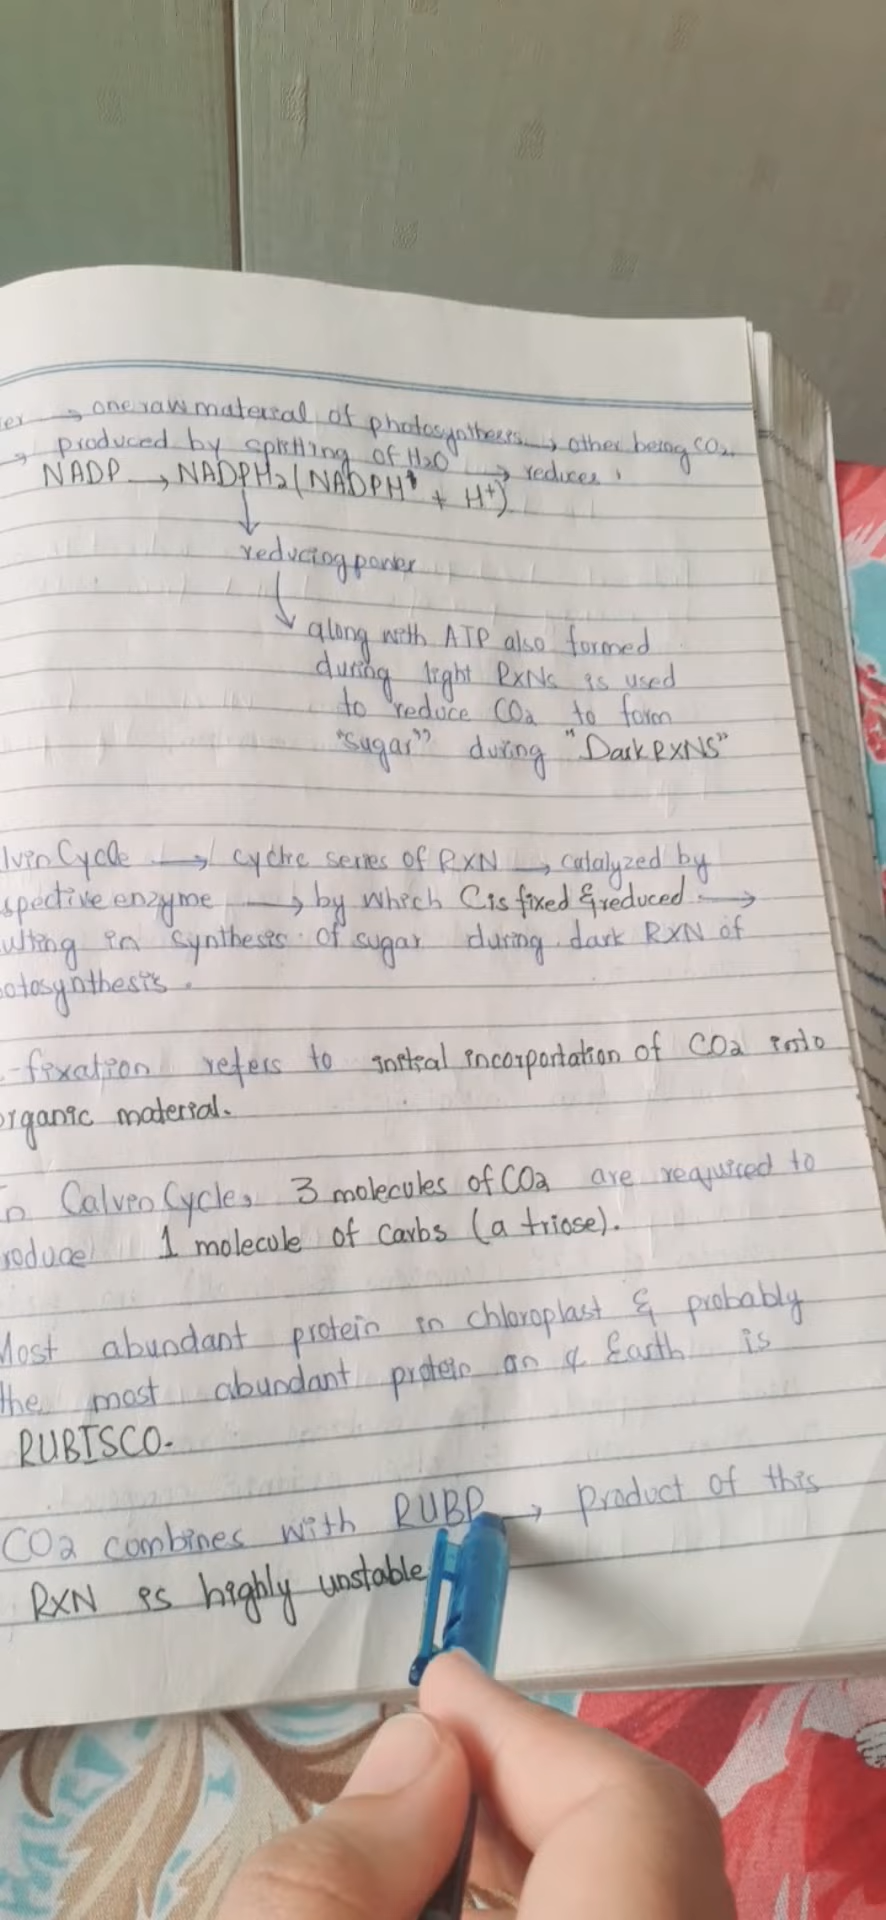 er → one raw material of photosynthesis → other being CO2
→ produced by splitting of H2O → reduces
NADP → NADPH2 (NADPH + H+)
↓
reducing power
↓
along with ATP also formed
during light RXNs is used
to reduce CO2 to form
"sugar" during "Dark RXNS"
lvin Cycle → cyclic series of RXN → catalyzed by
spective enzyme → by which C is fixed & reduced →
ulting in synthesis of sugar during dark RXN of
otosynthesis.
-fixation refers to initial incorportation of CO2 into
rganic material.
n Calven Cycle, 3 molecules of CO2 are required to
roduce 1 molecule of Carbs (a triose).
Most abundant protein in chloroplast & probably
the most abundant protein on Earth is
RUBISCO.
CO2 combines with RUBP → product of this
RXN is highly unstable